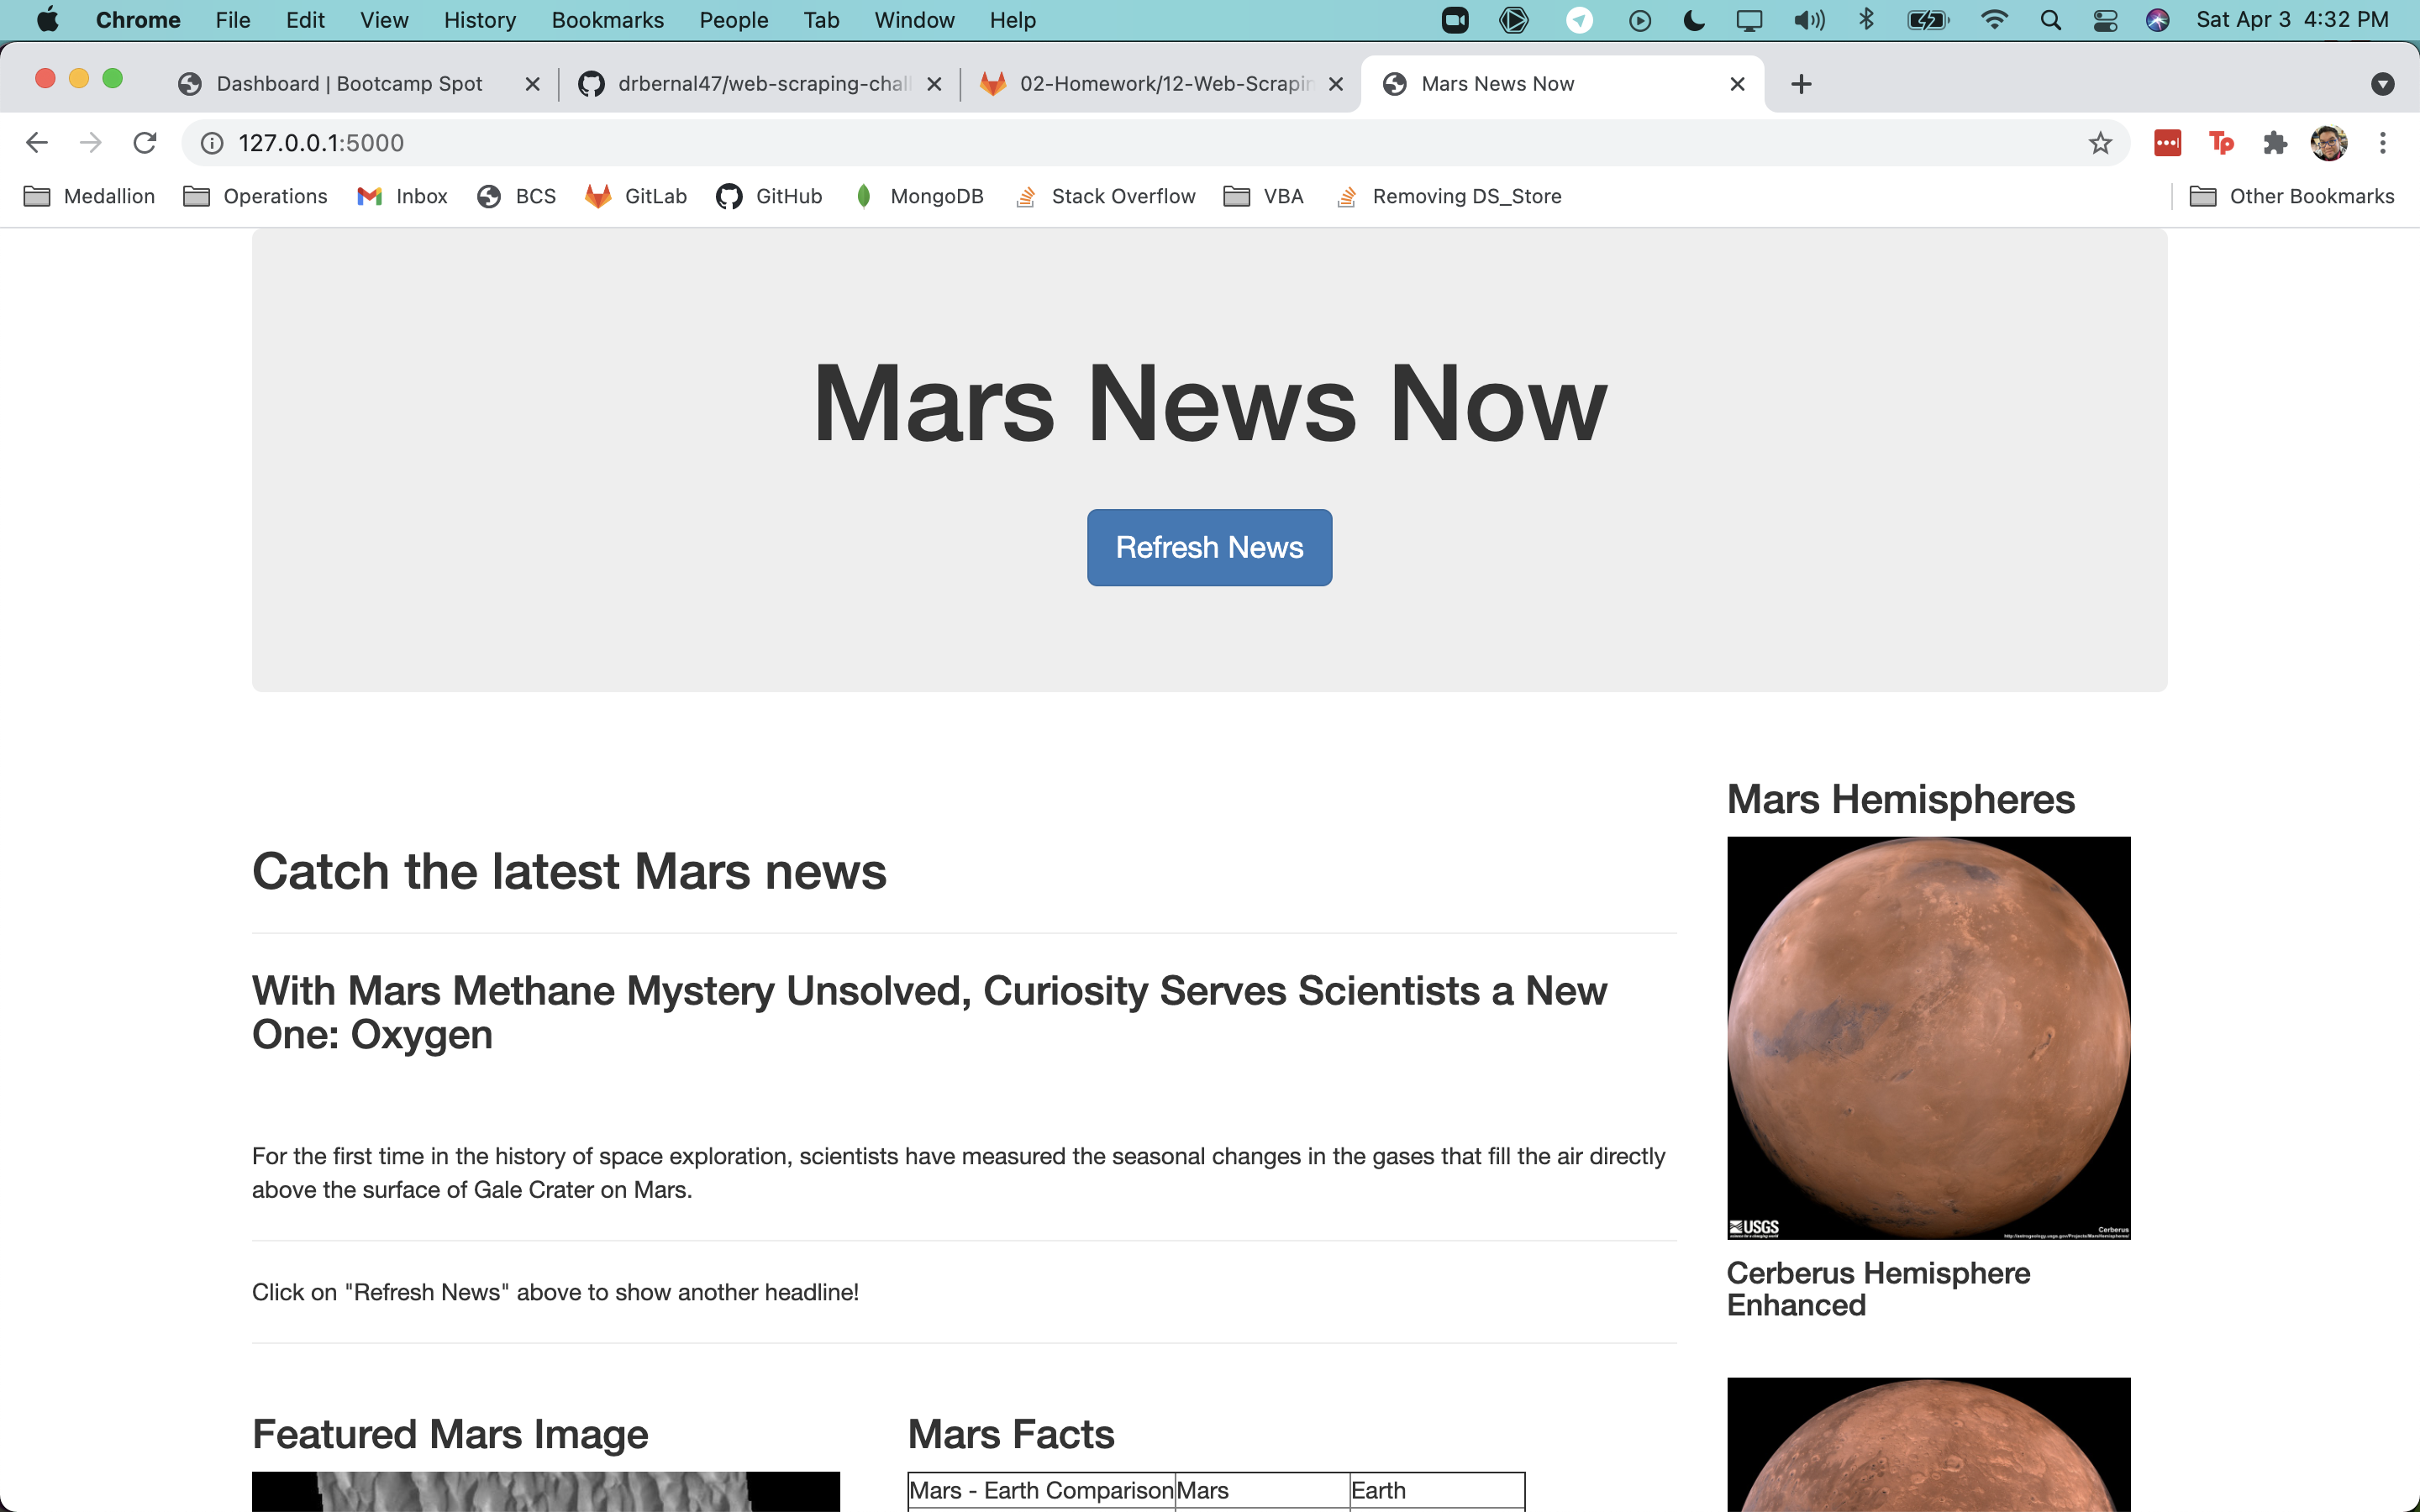 Chrome File Edit View History Bookmarks People Tab Window Help Sat Apr 3 4:32 PM
Dashboard | Bootcamp Spot drbernal47/web-scraping-chal 02-Homework/12-Web-Scrapin Mars News Now
127.0.0.1:5000
Medallion Operations Inbox BCS GitLab GitHub MongoDB Stack Overflow VBA Removing DS_Store Other Bookmarks
Mars News Now
Refresh News
Catch the latest Mars news
With Mars Methane Mystery Unsolved, Curiosity Serves Scientists a New
One: Oxygen
For the first time in the history of space exploration, scientists have measured the seasonal changes in the gases that fill the air directly
above the surface of Gale Crater on Mars.
Click on "Refresh News" above to show another headline!
Featured Mars Image
Mars Facts
Mars - Earth Comparison Mars Earth
Mars Hemispheres
USGS
Cerberus
Cerberus Hemisphere
Enhanced